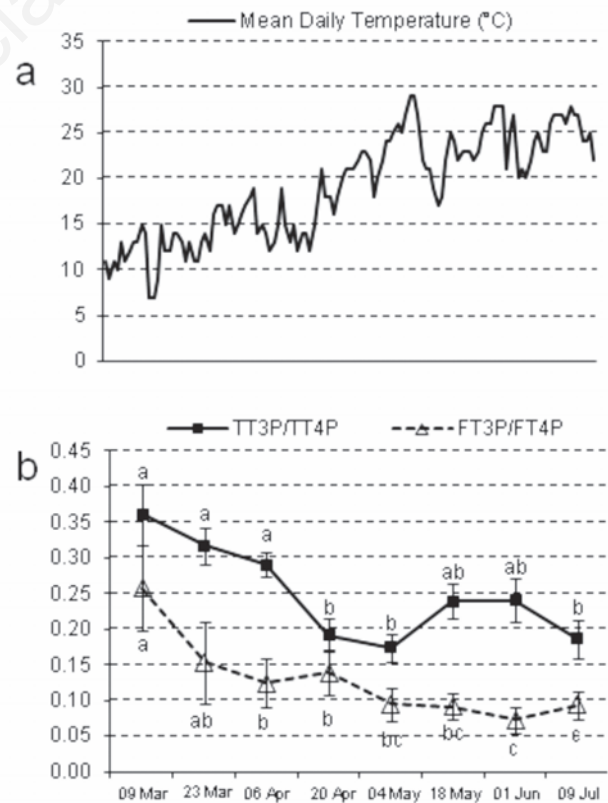 Mean Daily Temperature (°C)
a
35
30
25
20
15
10
5
0
TT3P/TT4P FT3P/FT4P
b
0.45
0.40
0.35
0.30
0.25
0.20
0.15
0.10
0.05
0.00
a a a b b ab ab b
a ab b b bc bc c
09 Mar 23 Mar 06 Apr 20 Apr 04 May 18 May 01 Jun 09 Jul